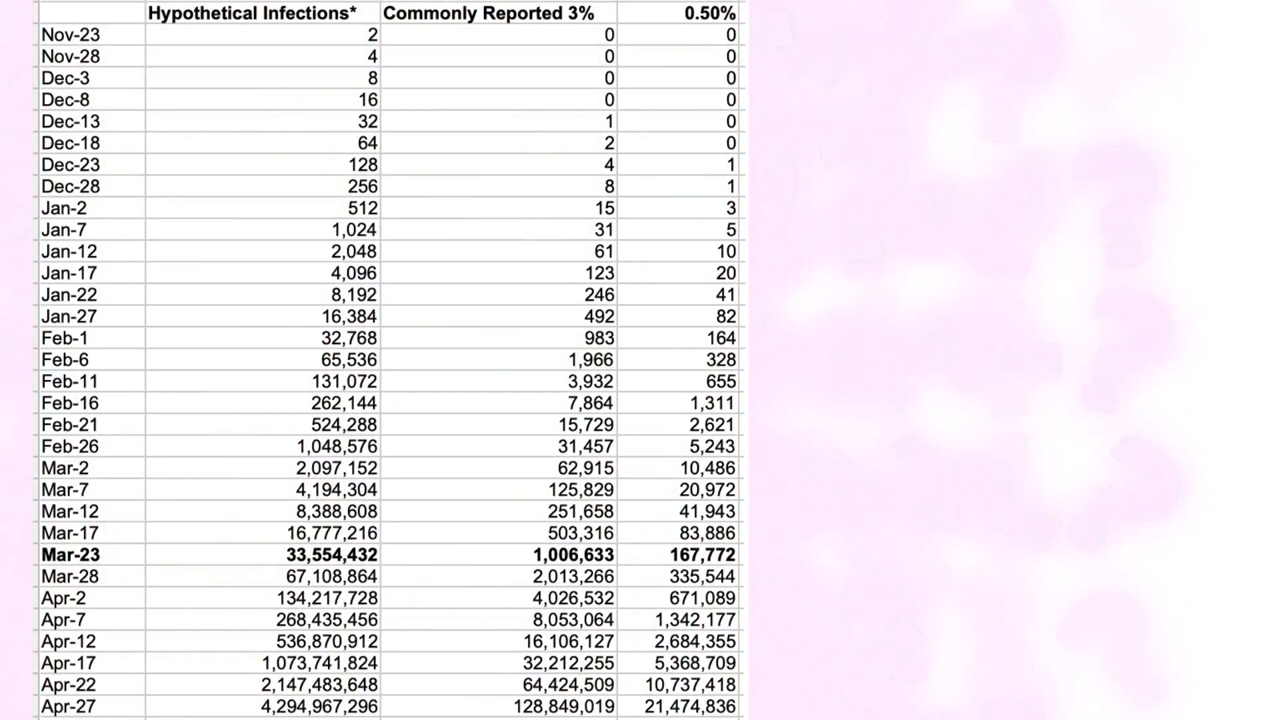 Hypothetical Infections* Commonly Reported 3% 0.50%
Nov-23 2 0 0
Nov-28 4 0 0
Dec-3 8 0 0
Dec-8 16 0 0
Dec-13 32 1 0
Dec-18 64 2 0
Dec-23 128 4 1
Dec-28 256 8 1
Jan-2 512 15 3
Jan-7 1,024 31 5
Jan-12 2,048 61 10
Jan-17 4,096 123 20
Jan-22 8,192 246 41
Jan-27 16,384 492 82
Feb-1 32,768 983 164
Feb-6 65,536 1,966 328
Feb-11 131,072 3,932 655
Feb-16 262,144 7,864 1,311
Feb-21 524,288 15,729 2,621
Feb-26 1,048,576 31,457 5,243
Mar-2 2,097,152 62,915 10,486
Mar-7 4,194,304 125,829 20,972
Mar-12 8,388,608 251,658 41,943
Mar-17 16,777,216 503,316 83,886
Mar-23 33,554,432 1,006,633 167,772
Mar-28 67,108,864 2,013,266 335,544
Apr-2 134,217,728 4,026,532 671,089
Apr-7 268,435,456 8,053,064 1,342,177
Apr-12 536,870,912 16,106,127 2,684,355
Apr-17 1,073,741,824 32,212,255 5,368,709
Apr-22 2,147,483,648 64,424,509 10,737,418
Apr-27 4,294,967,296 128,849,019 21,474,836